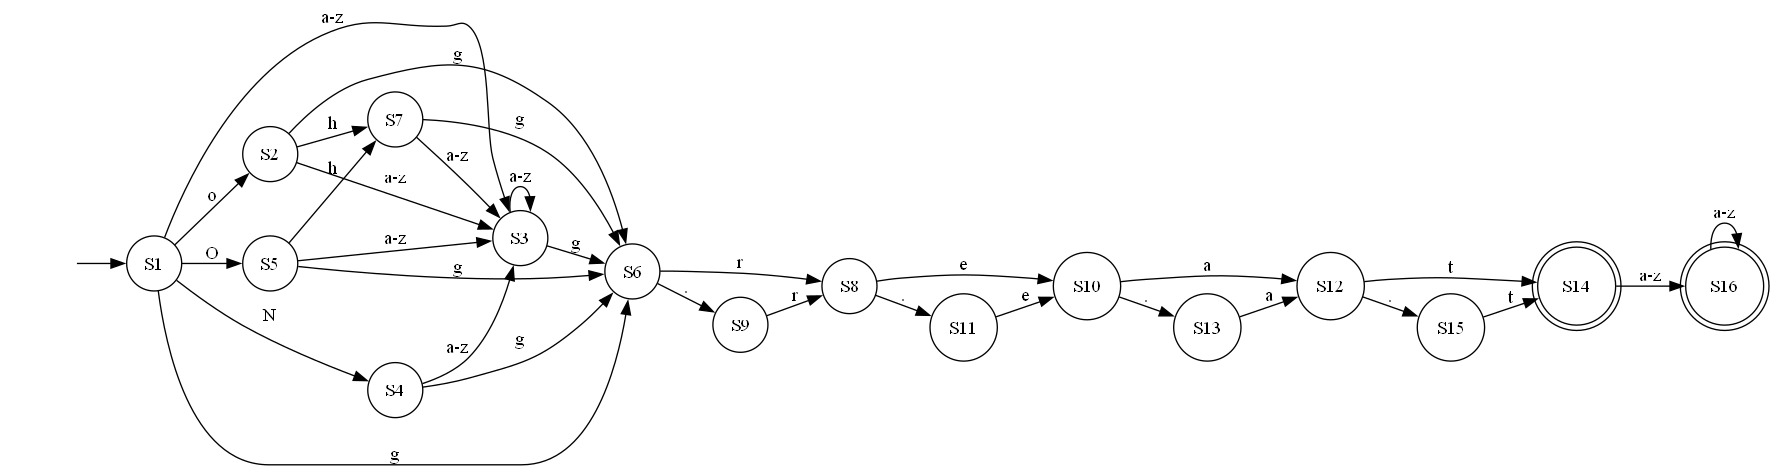 a-z
g
S7
h
g
S2
a-z
h
a-z
o
a-z
a-z
S3
a-z
S1
O
S5
a-z
g
g
S6
r
S8
e
S10
a
S12
t
S14
a-z
S16
.
r
S9
.
e
S11
.
a
S13
.
t
S15
N
a-z
g
S4
g